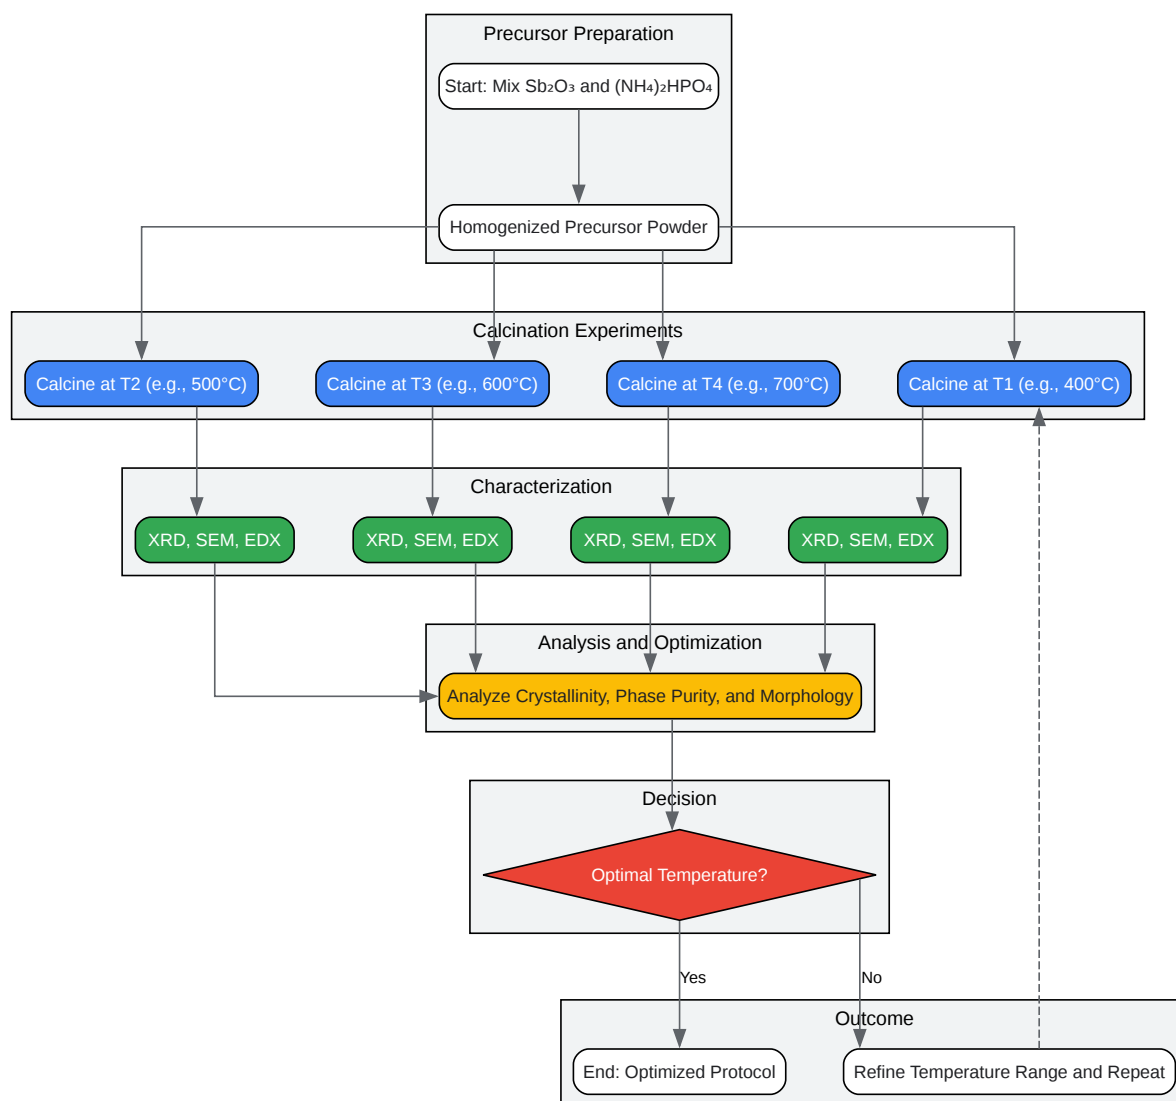 Precursor Preparation
Start: Mix Sb₂O₃ and (NH₄)₂HPO₄
Homogenized Precursor Powder
Calcination Experiments
Calcine at T2 (e.g., 500°C)
Calcine at T3 (e.g., 600°C)
Calcine at T4 (e.g., 700°C)
Calcine at T1 (e.g., 400°C)
Characterization
XRD, SEM, EDX
XRD, SEM, EDX
XRD, SEM, EDX
XRD, SEM, EDX
Analysis and Optimization
Analyze Crystallinity, Phase Purity, and Morphology
Decision
Optimal Temperature?
Yes
No
Outcome
End: Optimized Protocol
Refine Temperature Range and Repeat